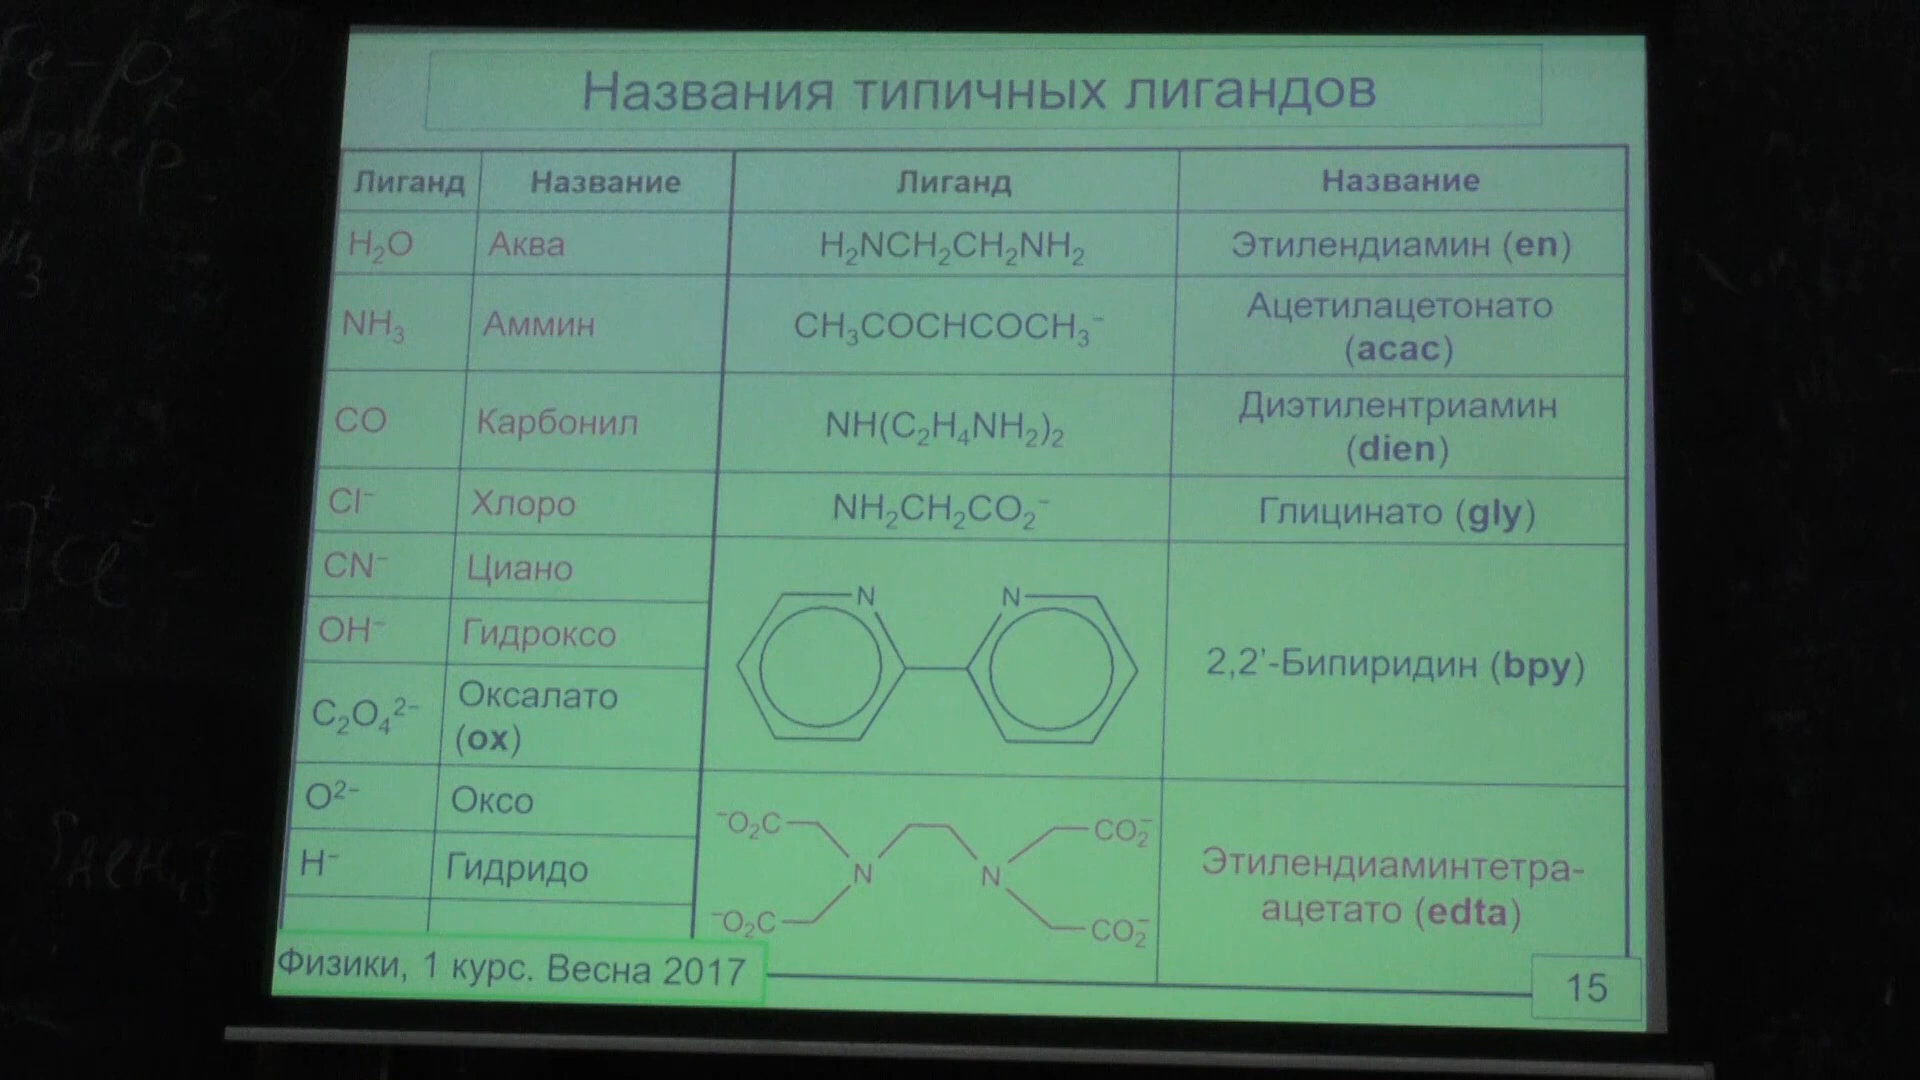 Названия типичных лигандов
Лиганд Название Лиганд Название
H₂O Аква H₂NCH₂CH₂NH₂ Этилендиамин (en)
NH₃ Аммин CH₃COCHCOCH₃⁻ Ацетилацетонато
(acac)
CO Карбонил NH(C₂H₄NH₂)₂ Диэтилентриамин
(dien)
Cl⁻ Хлоро NH₂CH₂CO₂⁻ Глицинато (gly)
CN⁻ Циано
OH⁻ Гидроксо
N N
2,2'-Бипиридин (bpy)
C₂O₄²⁻ Оксалато
(ox)
O²⁻ Оксо
H⁻ Гидридо
⁻O₂C CO₂⁻
N N
⁻O₂C CO₂⁻
Этилендиаминтетра-
ацетато (edta)
Физики, 1 курс. Весна 2017
15